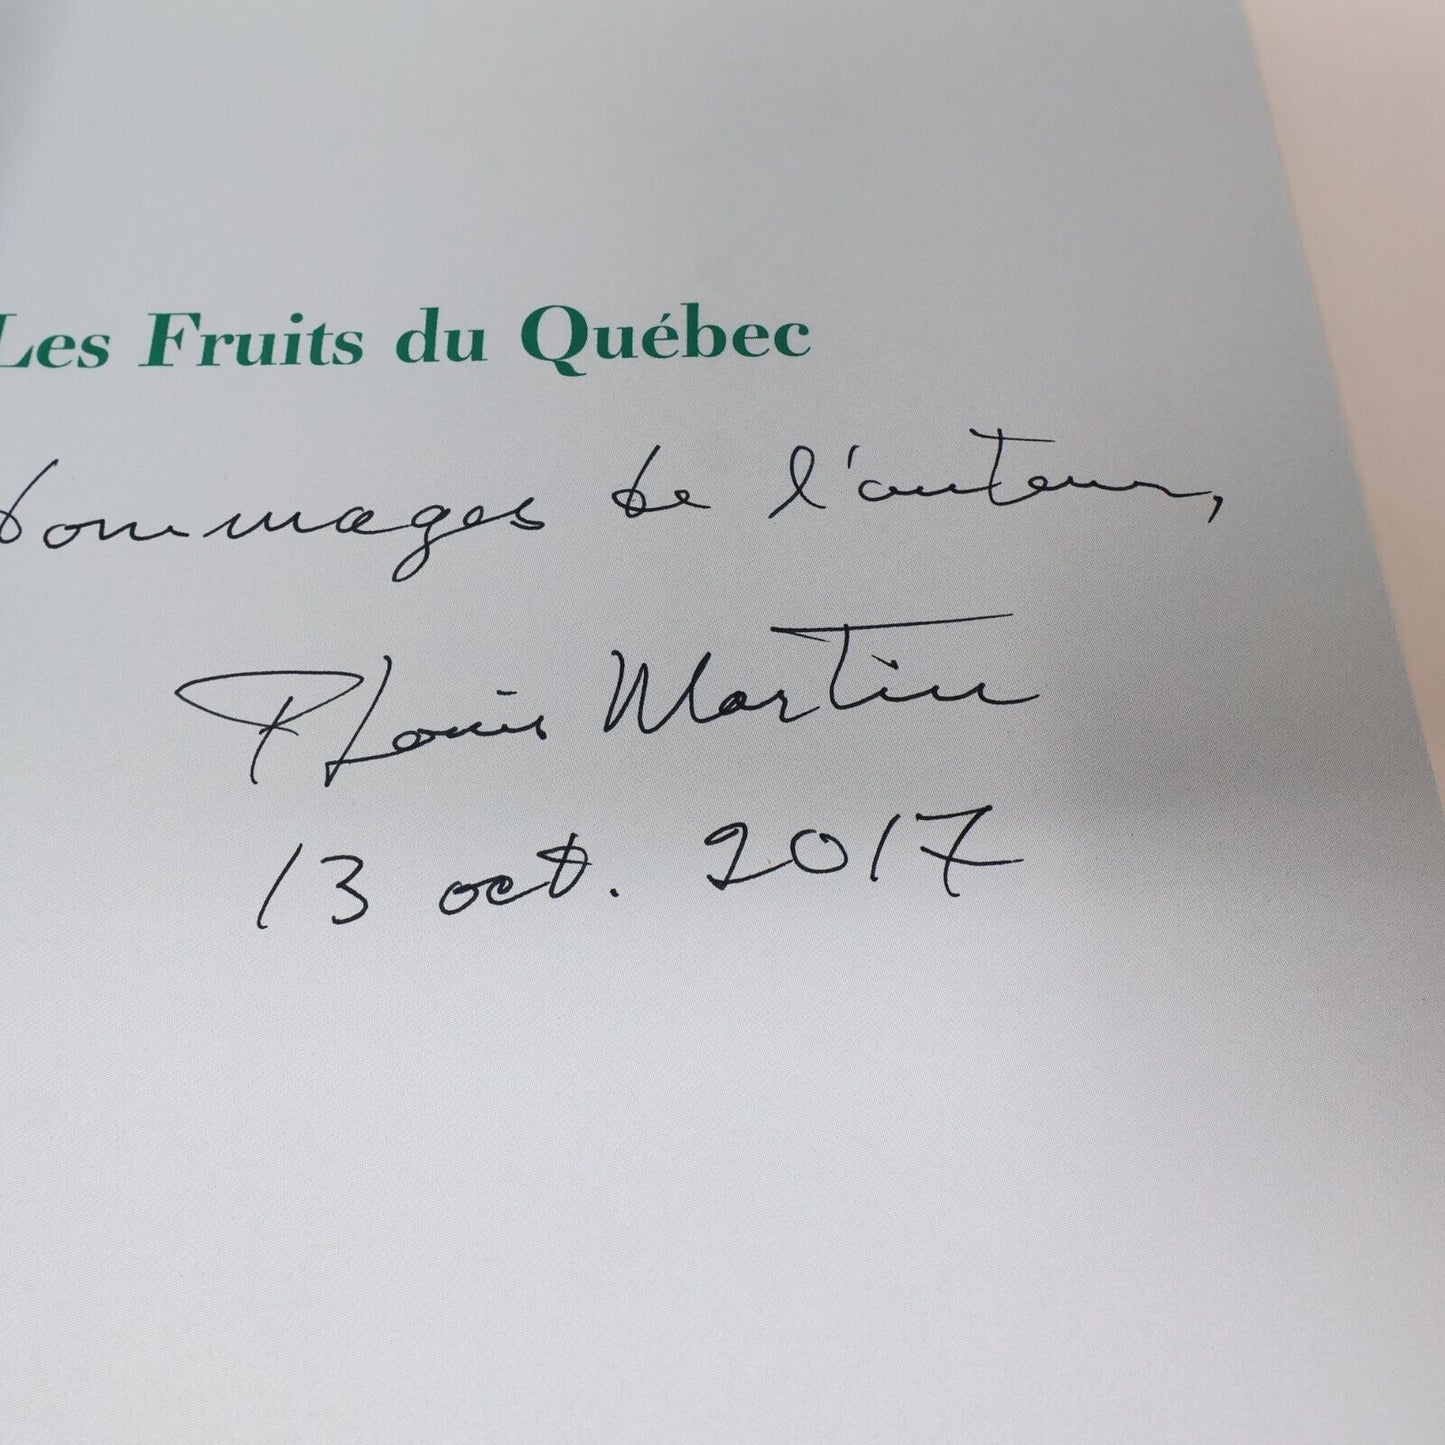 Les Fruits du Québec
Hommages de l'auteur,
P Louis Martin
13 oct. 2017